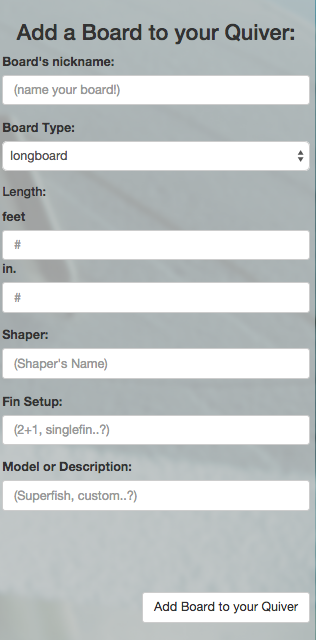 Add a Board to your Quiver:
Board's nickname:
(name your board!)
Board Type:
longboard
Length:
feet
#
in.
#
Shaper:
(Shaper's Name)
Fin Setup:
(2+1, singlefin..?)
Model or Description:
(Superfish, custom..?)
Add Board to your Quiver